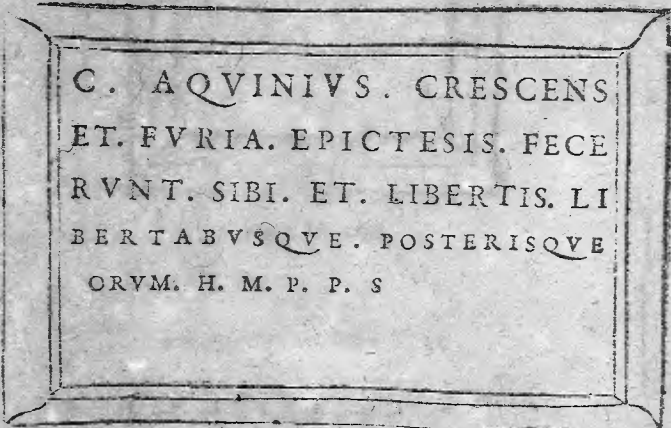 C. AQVINIVS. CRESCENS
ET. FVRIA. EPICTESIS. FECE
RVNT. SIBI. ET. LIBERTIS. LI
BERTABVSQVE. POSTERISQVE
ORVM. H. M. P. P. S